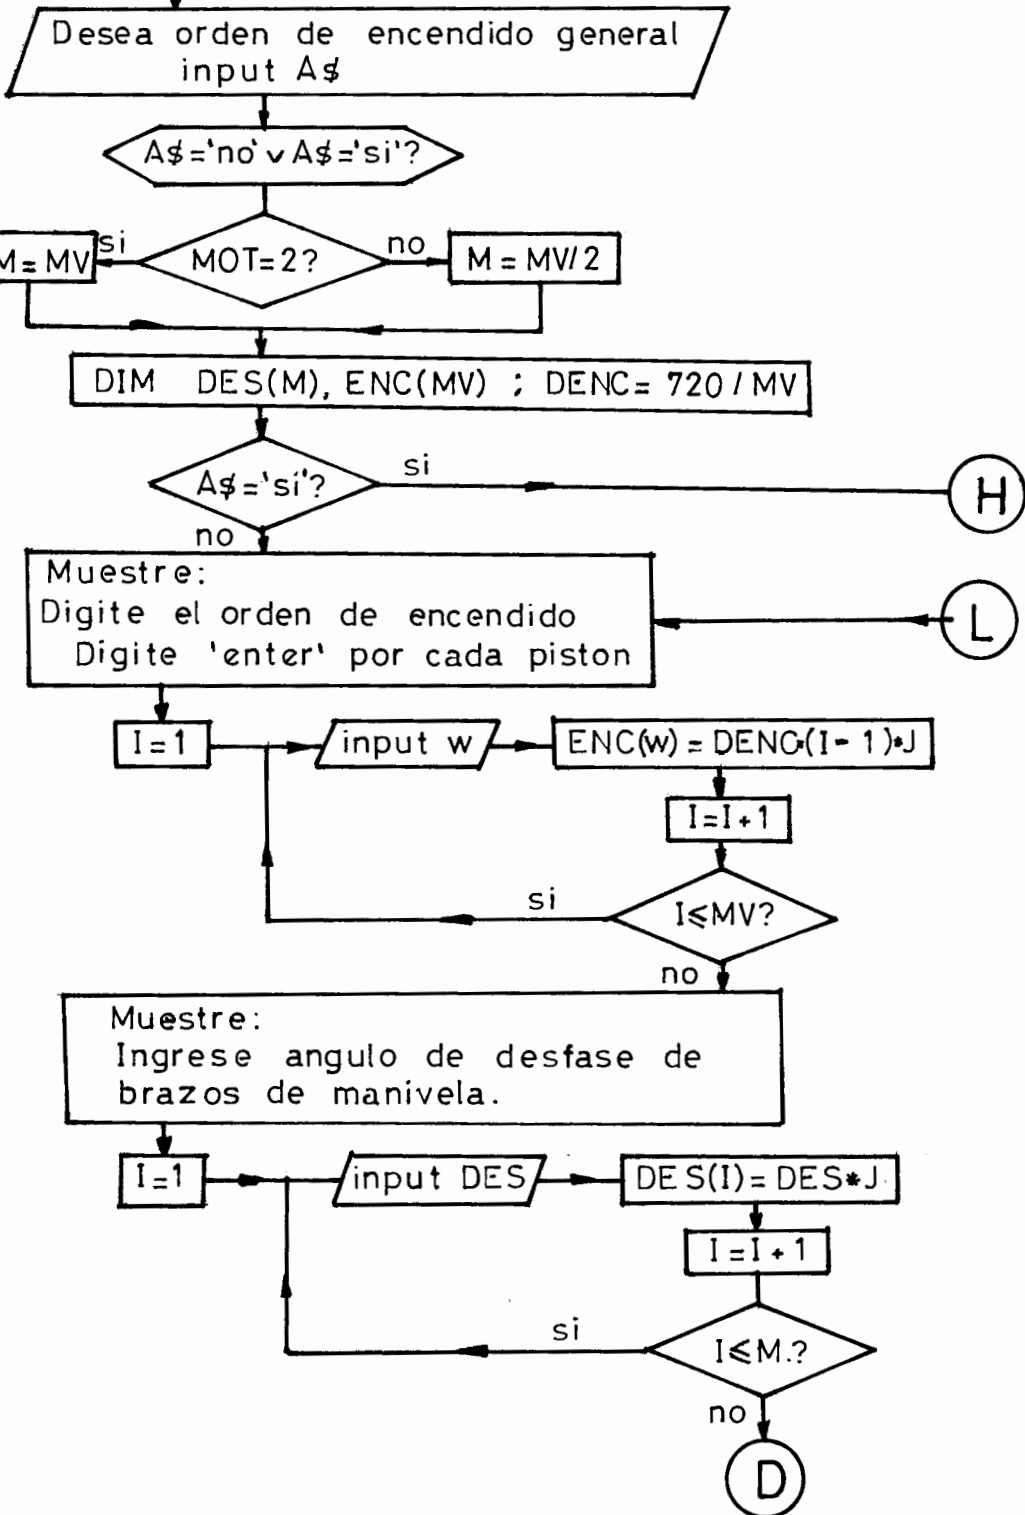 Desea orden de encendido general
input A$
A$='no' v A$='si'?
si
MOT=2?
no
M=MV
M=MV/2
DIM DES(M), ENC(MV) ; DENC= 720 / MV
A$='si'?
si
H
no
Muestre:
Digite el orden de encendido
Digite 'enter' por cada piston
L
I=1
input w
ENC(w) = DENC*(I-1)*J
I=I+1
si
I≤MV?
no
Muestre:
Ingrese angulo de desfase de
brazos de manivela.
I=1
input DES
DES(I)=DES*J
I=I+1
si
I≤M.?
no
D